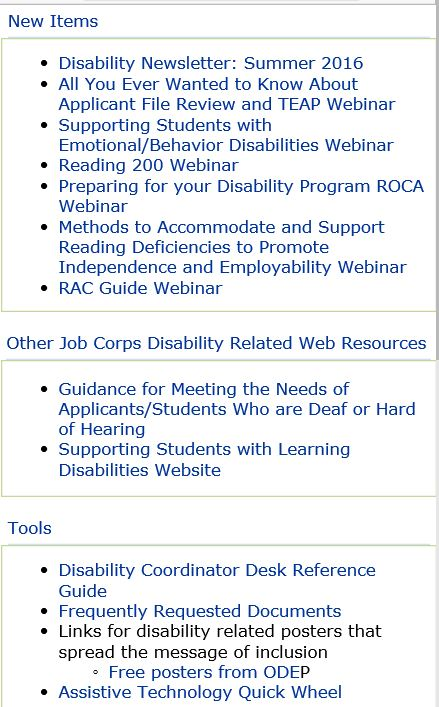 New Items
Disability Newsletter: Summer 2016
All You Ever Wanted to Know About
Applicant File Review and TEAP Webinar
Supporting Students with
Emotional/Behavior Disabilities Webinar
Reading 200 Webinar
Preparing for your Disability Program ROCA
Webinar
Methods to Accommodate and Support
Reading Deficiencies to Promote
Independence and Employability Webinar
RAC Guide Webinar
Other Job Corps Disability Related Web Resources
Guidance for Meeting the Needs of
Applicants/Students Who are Deaf or Hard
of Hearing
Supporting Students with Learning
Disabilities Website
Tools
Disability Coordinator Desk Reference
Guide
Frequently Requested Documents
Links for disability related posters that
spread the message of inclusion
Free posters from ODEP
Assistive Technology Quick Wheel